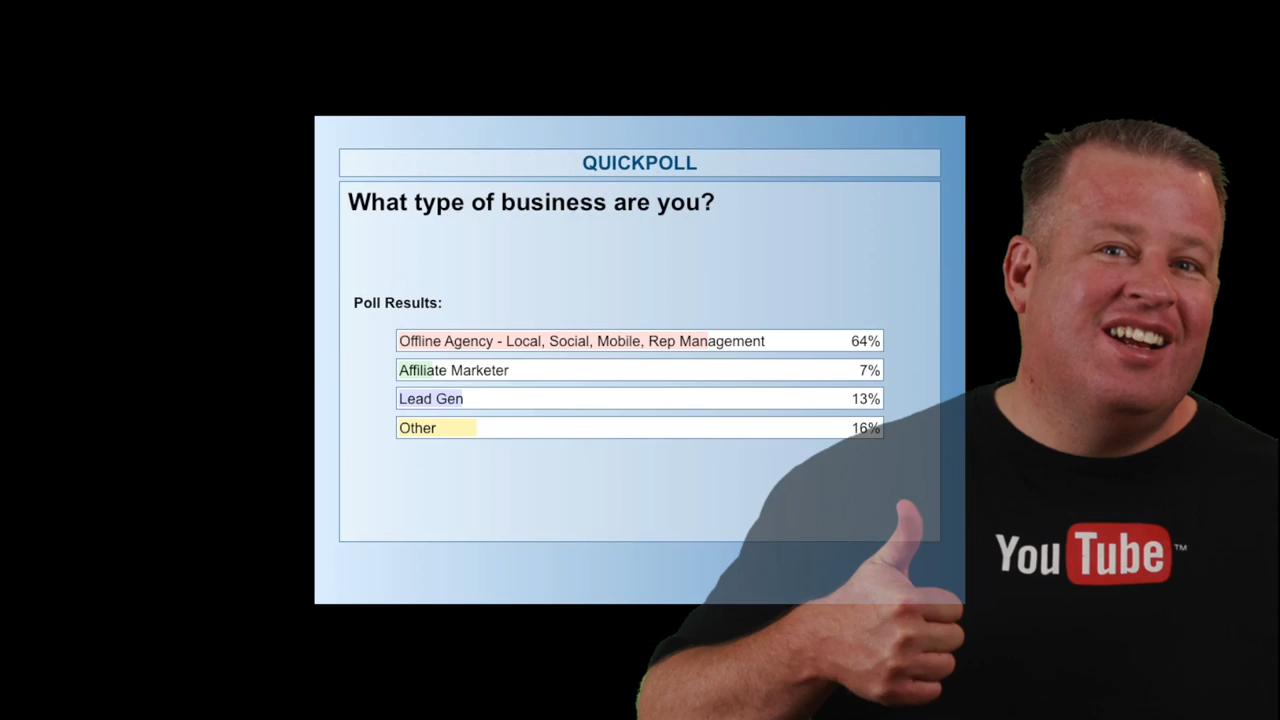 QUICKPOLL
What type of business are you?
Poll Results:
Offline Agency - Local, Social, Mobile, Rep Management 64%
Affiliate Marketer 7%
Lead Gen 13%
Other 16%
YouTube™